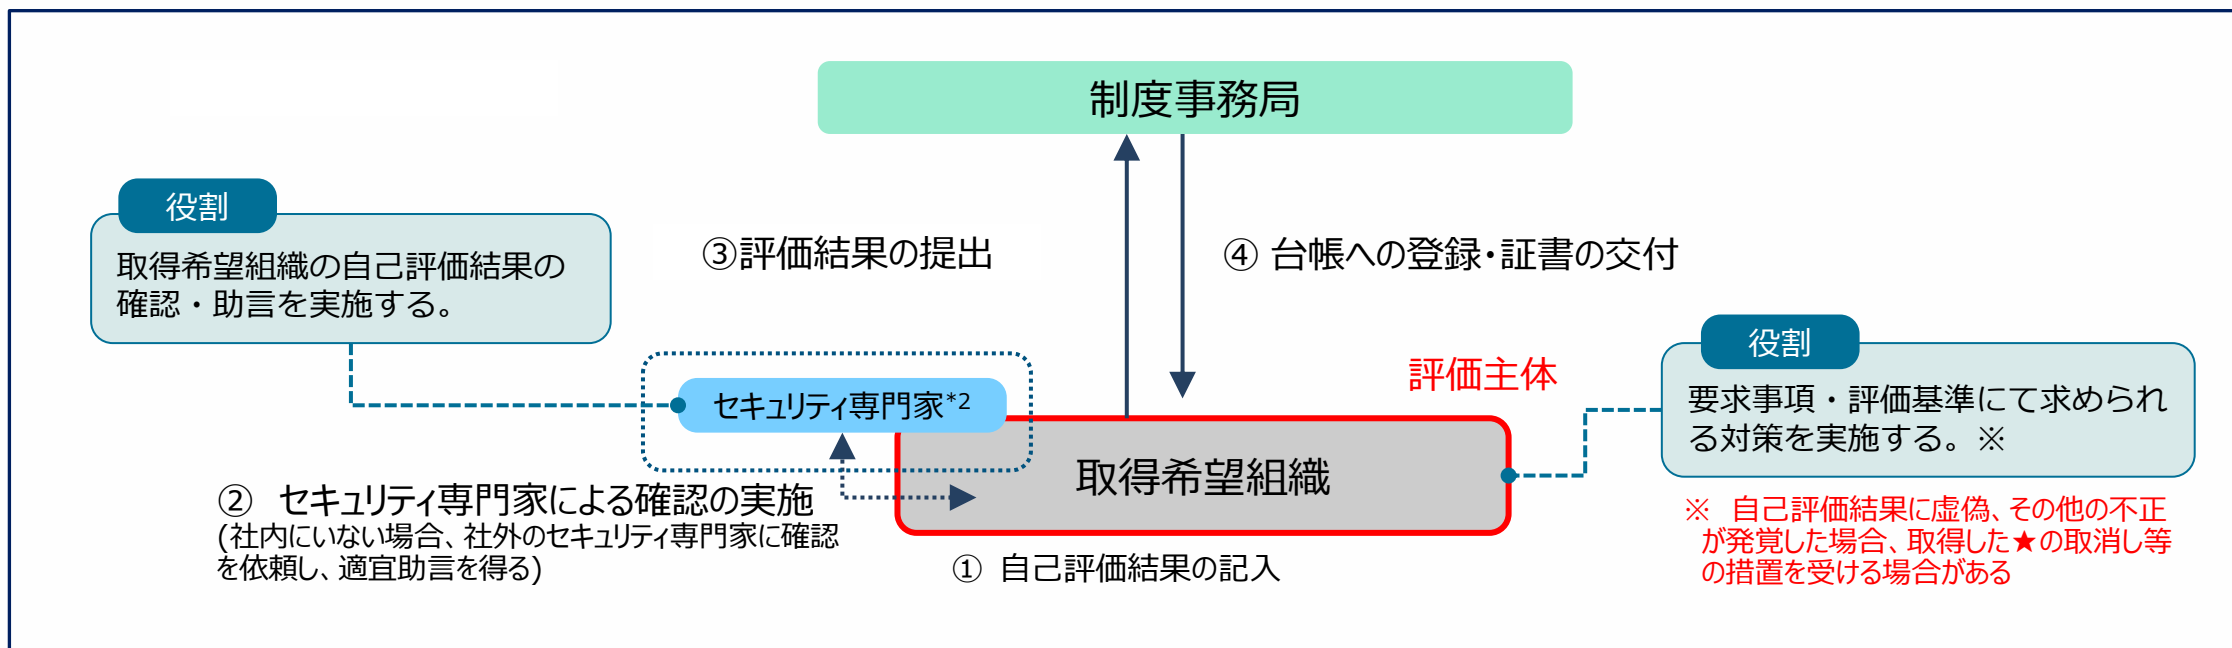 制度事務局
役割
取得希望組織の自己評価結果の
確認・助言を実施する。
③評価結果の提出
④ 台帳への登録・証書の交付
役割
要求事項・評価基準にて求められ
る対策を実施する。※
評価主体
セキュリティ専門家*2
取得希望組織
② セキュリティ専門家による確認の実施
(社内にいない場合、社外のセキュリティ専門家に確認
を依頼し、適宜助言を得る)
① 自己評価結果の記入
※ 自己評価結果に虚偽、その他の不正
が発覚した場合、取得した★の取消し等
の措置を受ける場合がある